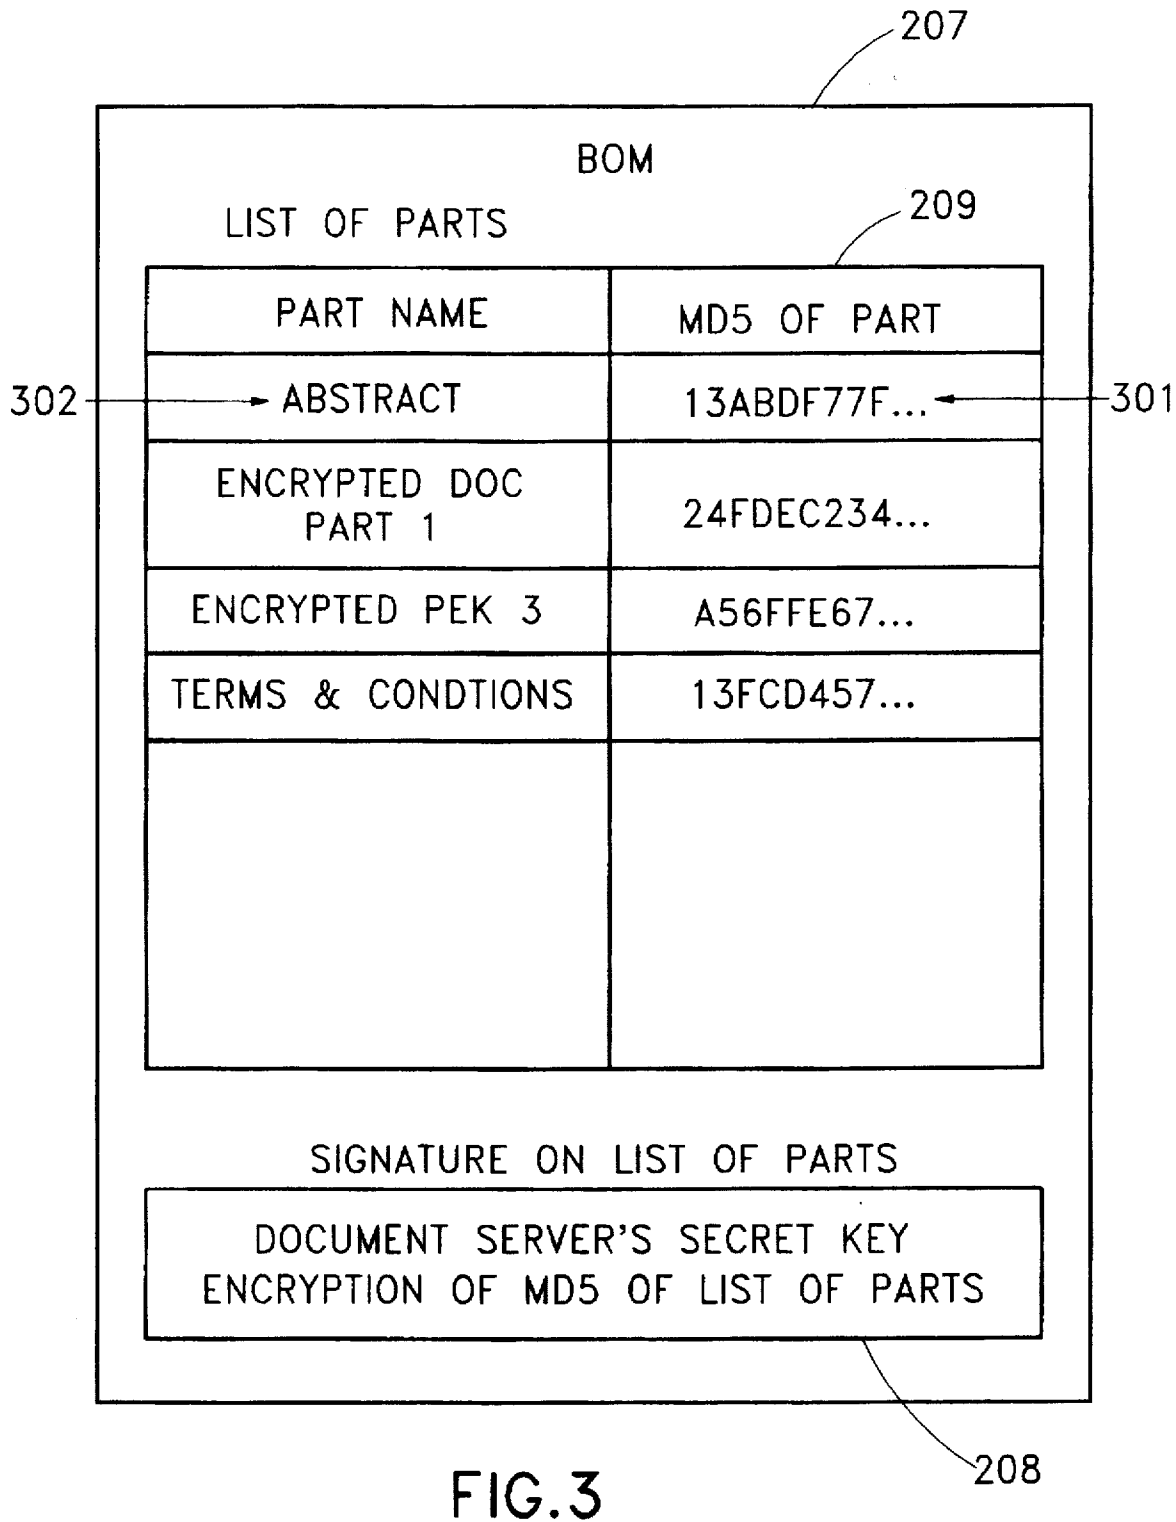 207
BOM
209
LIST OF PARTS
PART NAME MD5 OF PART
302 ABSTRACT 13ABDF77F... 301
ENCRYPTED DOC
PART 1 24FDEC234...
ENCRYPTED PEK 3 A56FFE67...
TERMS & CONDTIONS 13FCD457...
SIGNATURE ON LIST OF PARTS
DOCUMENT SERVER'S SECRET KEY
ENCRYPTION OF MD5 OF LIST OF PARTS
208
FIG.3